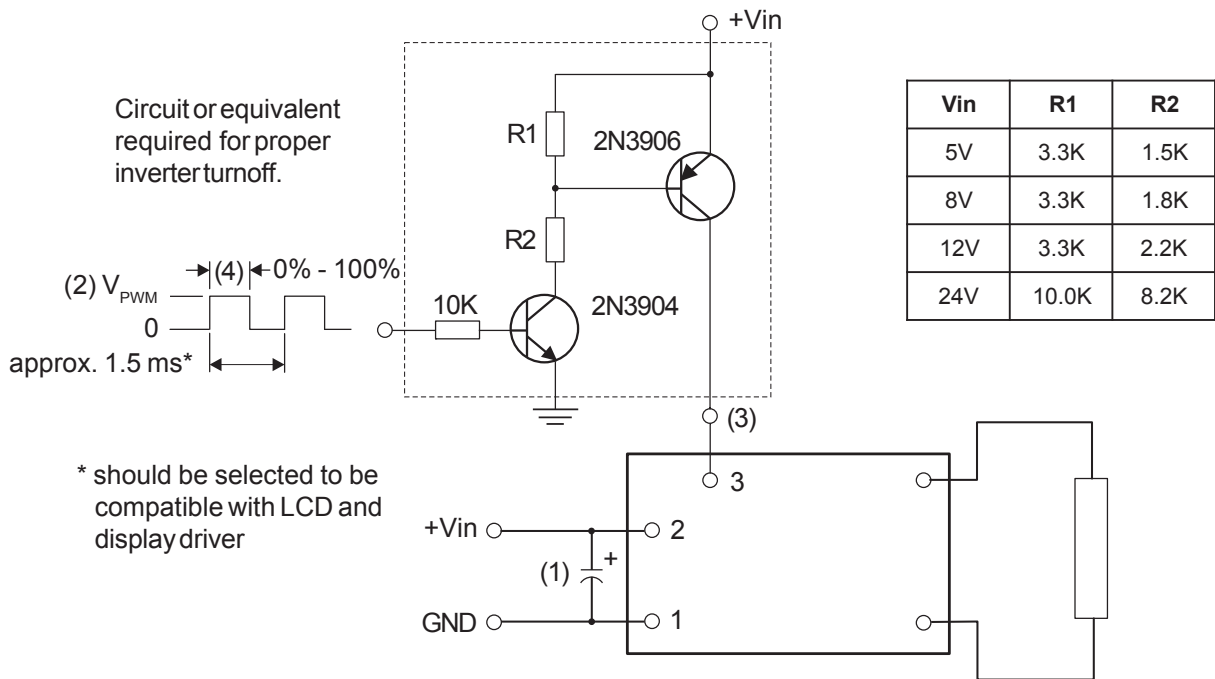 +Vin
Circuit or equivalent
required for proper
inverter turnoff.
R1
2N3906
R2
(2) VPWM
(4)
0% - 100%
0
10K
2N3904
approx. 1.5 ms*
(3)
* should be selected to be
compatible with LCD and
display driver
3
+Vin
2
(1)
+
GND
1
Vin R1 R2
5V 3.3K 1.5K
8V 3.3K 1.8K
12V 3.3K 2.2K
24V 10.0K 8.2K